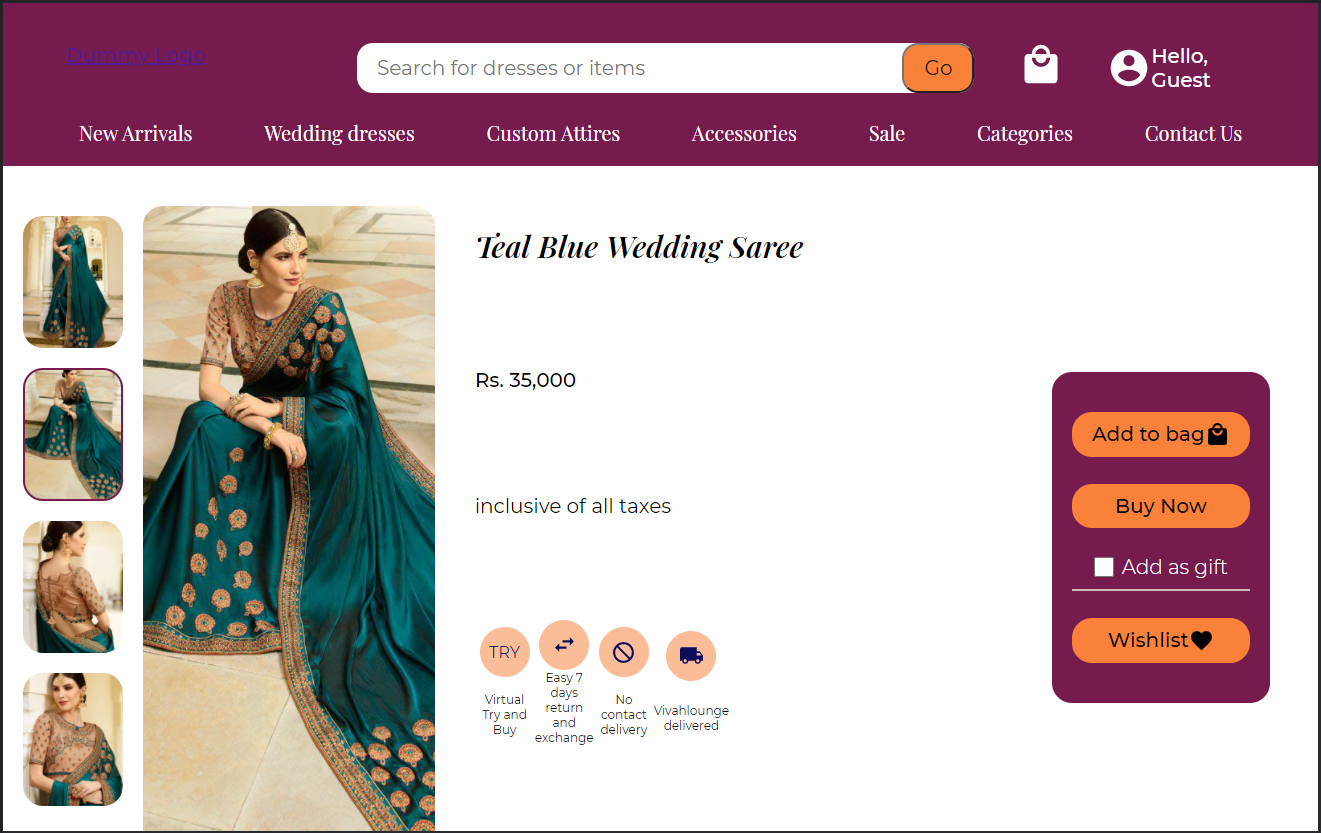 Dummy Logo
Search for dresses or items
Go
Hello,
Guest
New Arrivals
Wedding dresses
Custom Attires
Accessories
Sale
Categories
Contact Us
Teal Blue Wedding Saree
Rs. 35,000
inclusive of all taxes
Add to bag
Buy Now
Add as gift
Wishlist
TRY
Virtual
Try and
Buy
Easy 7
days
return
and
exchange
No
contact
delivery
Vivahlounge
delivered